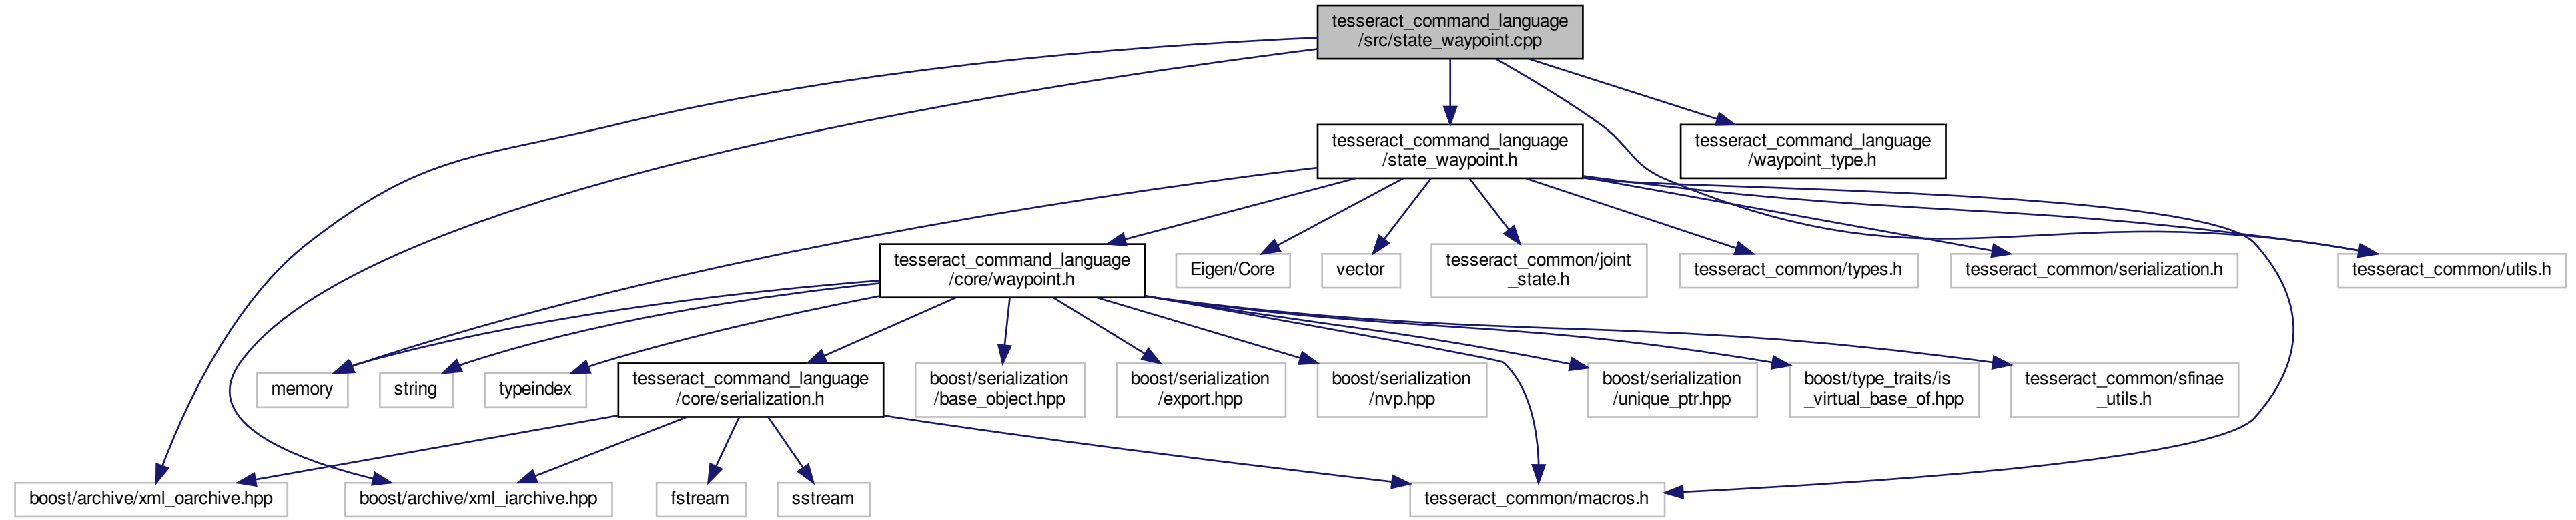 tesseract_command_language
/src/state_waypoint.cpp
tesseract_command_language
/state_waypoint.h
tesseract_command_language
/waypoint_type.h
tesseract_command_language
/core/waypoint.h
Eigen/Core
vector
tesseract_common/joint
_state.h
tesseract_common/types.h
tesseract_common/serialization.h
tesseract_common/utils.h
memory
string
typeindex
tesseract_command_language
/core/serialization.h
boost/serialization
/base_object.hpp
boost/serialization
/export.hpp
boost/serialization
/nvp.hpp
boost/serialization
/unique_ptr.hpp
boost/type_traits/is
_virtual_base_of.hpp
tesseract_common/sfinae
_utils.h
boost/archive/xml_oarchive.hpp
boost/archive/xml_iarchive.hpp
fstream
sstream
tesseract_common/macros.h